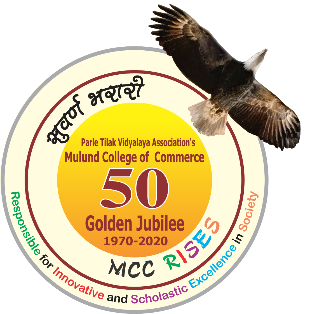 सुवर्ण भरारी
Parle Tilak Vidyalaya Association's
Mulund College of Commerce
50
Golden Jubilee
1970-2020
MCC RISES
Responsible for Innovative and Scholastic Excellence in Society